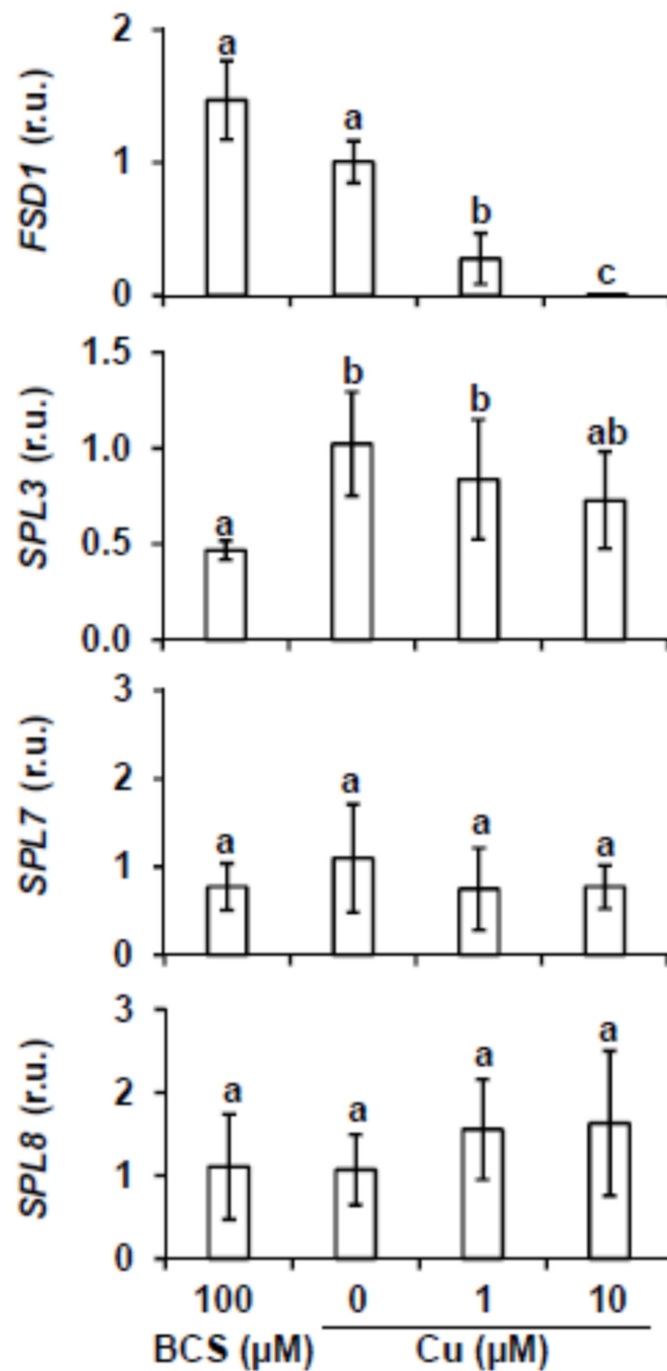 FSD1 (r.u.)
2
1
0
a
a
b
c
SPL3 (r.u.)
1.5
1.0
0.5
0.0
a
b
b
ab
SPL7 (r.u.)
3
2
1
0
a
a
a
a
SPL8 (r.u.)
3
2
1
0
a
a
a
a
100 0 1 10
BCS (µM) Cu (µM)